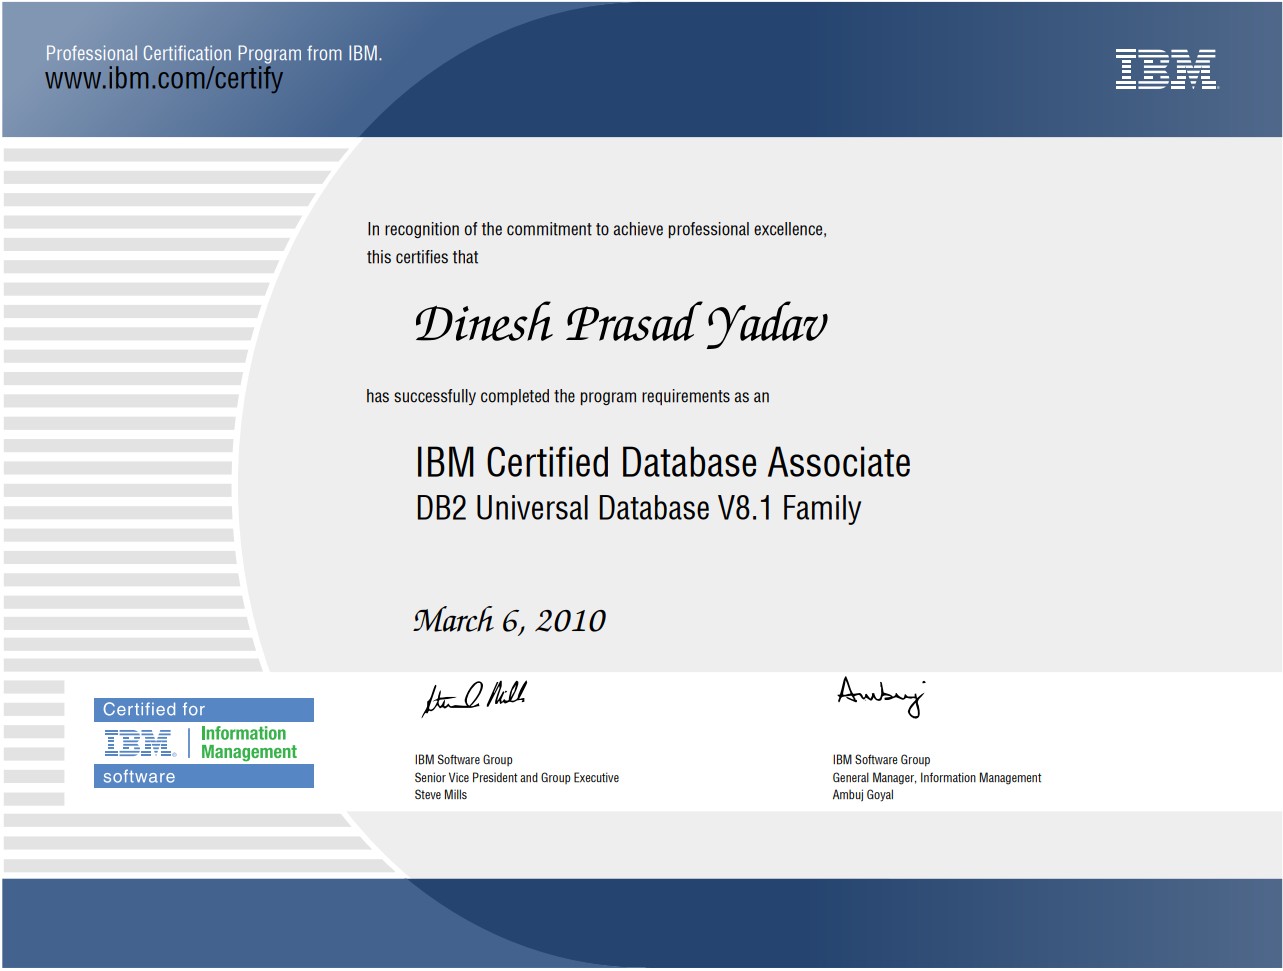 Professional Certification Program from IBM.
www.ibm.com/certify
IBM
In recognition of the commitment to achieve professional excellence,
this certifies that
Dinesh Prasad Yadav
has successfully completed the program requirements as an
IBM Certified Database Associate
DB2 Universal Database V8.1 Family
March 6, 2010
Certified for
IBM
Information
Management
software
Steve Mills
IBM Software Group
Senior Vice President and Group Executive
Steve Mills
Ambuj
IBM Software Group
General Manager, Information Management
Ambuj Goyal